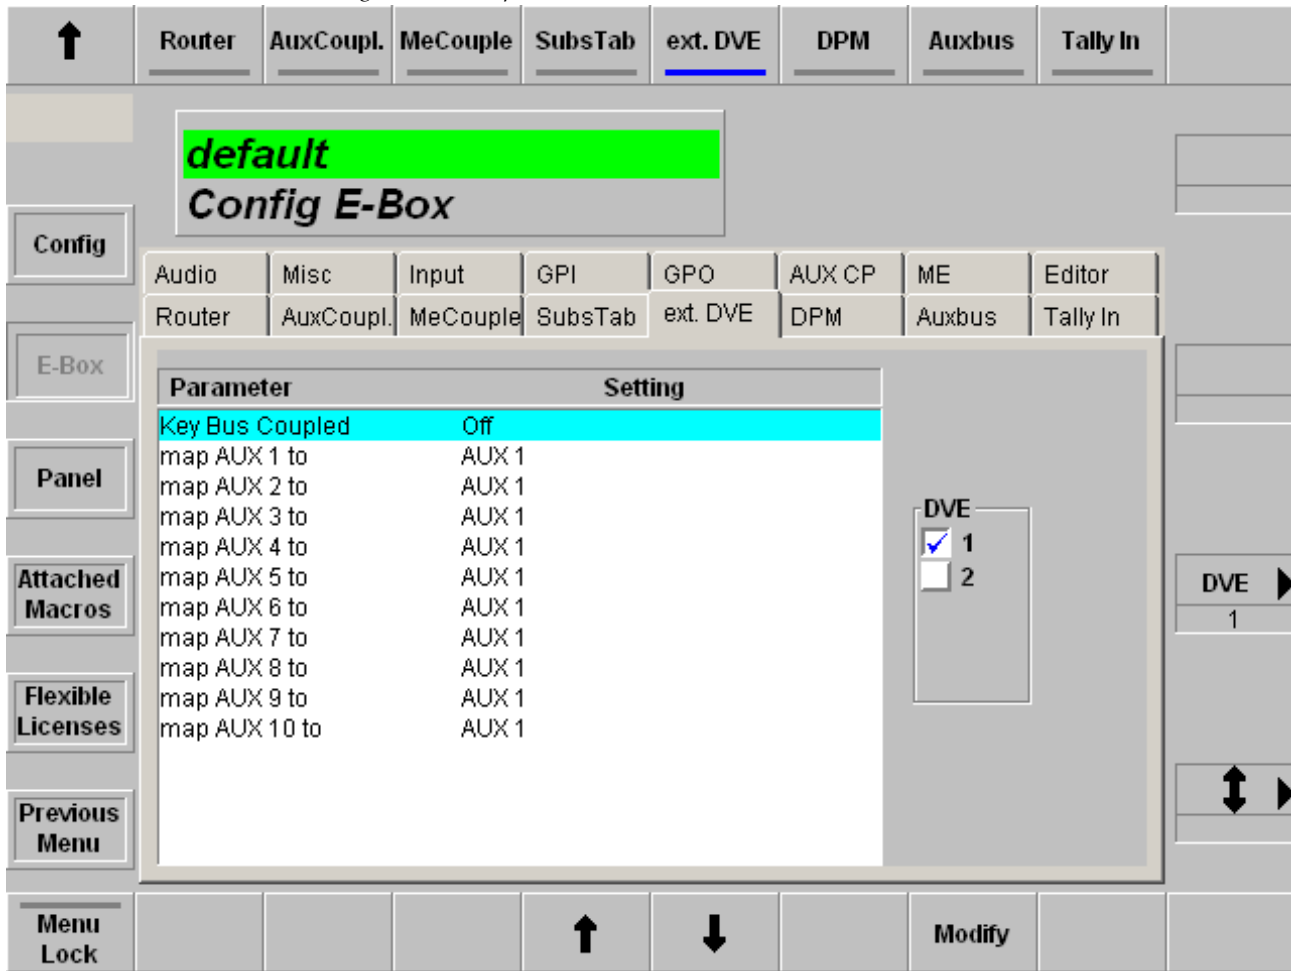 Router AuxCoupl. MeCouple SubsTab ext. DVE DPM Auxbus Tally In
default
Config E-Box
Config
Audio Misc Input GPI GPO AUX CP ME Editor
Router AuxCoupl. MeCouple SubsTab ext. DVE DPM Auxbus Tally In
E-Box
Parameter Setting
Key Bus Coupled Off
map AUX 1 to AUX 1
map AUX 2 to AUX 1
map AUX 3 to AUX 1
map AUX 4 to AUX 1
map AUX 5 to AUX 1
map AUX 6 to AUX 1
map AUX 7 to AUX 1
map AUX 8 to AUX 1
map AUX 9 to AUX 1
map AUX 10 to AUX 1
Panel
Attached
Macros
Flexible
Licenses
Previous
Menu
DVE
1
2
DVE
1
Menu
Lock
Modify